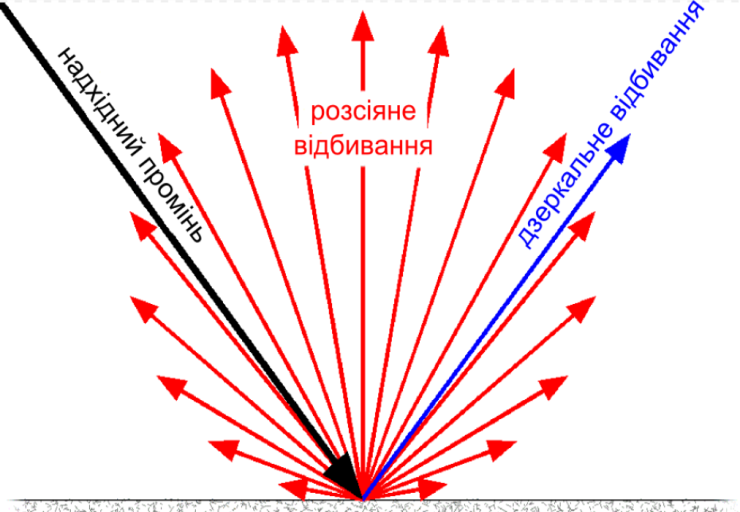 надхідний промінь
розсіяне
відбивання
дзеркальне відбивання